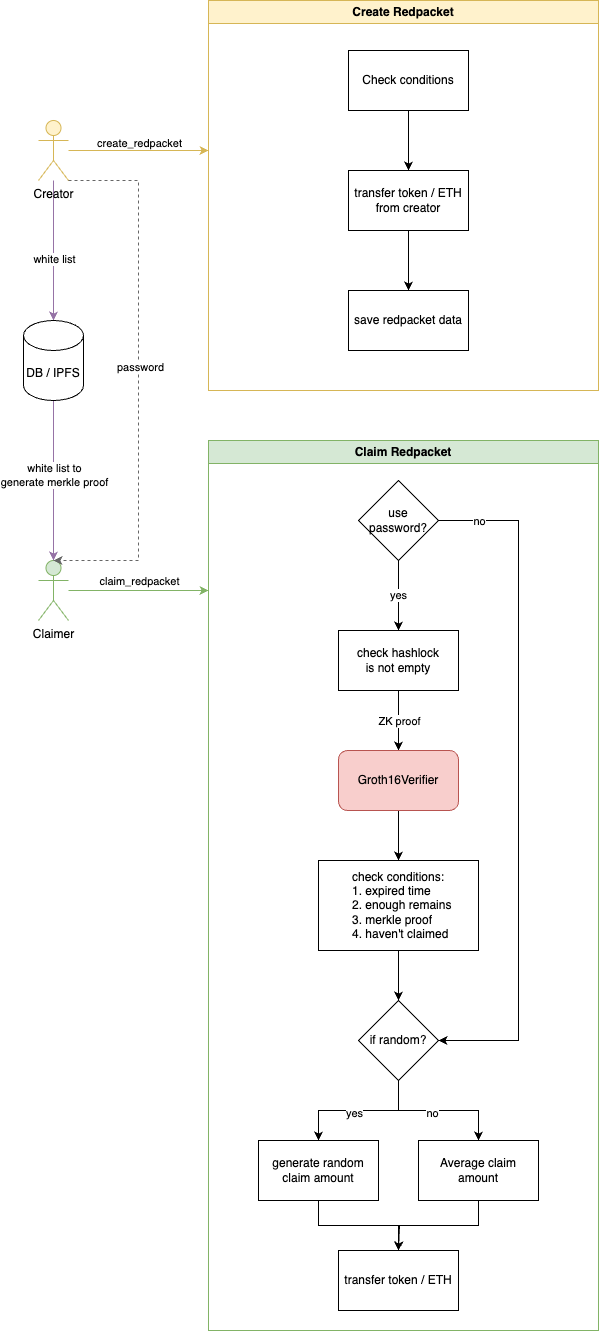 Create Redpacket
Check conditions
create_redpacket
Creator
transfer token / ETH
from creator
white list
save redpacket data
DB / IPFS
password
Claim Redpacket
white list to
generate merkle proof
use
password?
no
claim_redpacket
yes
Claimer
check hashlock
is not empty
ZK proof
Groth16Verifier
check conditions:
1. expired time
2. enough remains
3. merkle proof
4. haven't claimed
if random?
yes
no
generate random
claim amount
Average claim
amount
transfer token / ETH